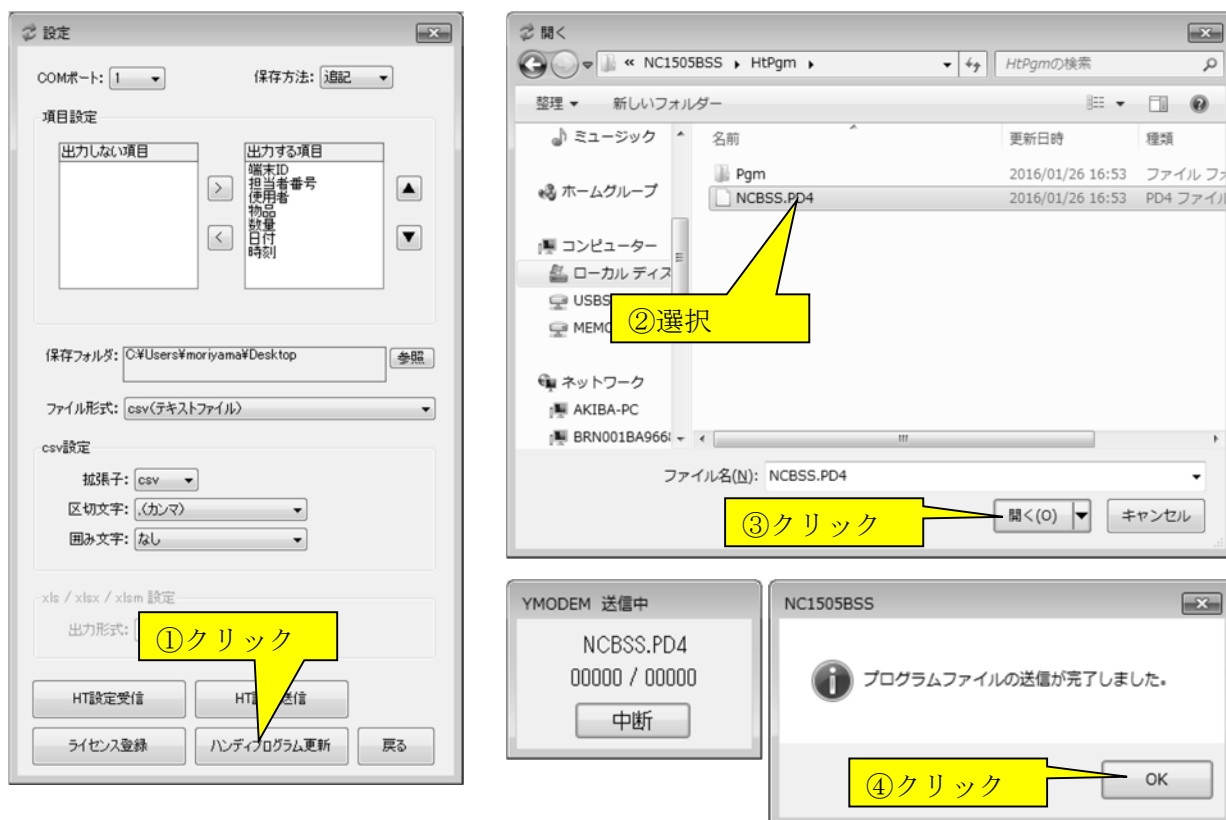 設定
COMポート: 1 保存方法: 追記
項目設定
出力しない項目
出力する項目
端末ID
担当者番号
使用者
物品
数量
日付
時刻
>
<
▲
▼
保存フォルダ: C:¥Users¥moriyama¥Desktop 参照
ファイル形式: csv(テキストファイル)
csv設定
拡張子: csv
区切文字: ,(カンマ)
囲み文字: なし
xls / xlsx / xlsm 設定
出力形式:
①クリック
HT設定受信
ライセンス登録 ハンディプログラム更新 戻る
開く
« NC1505BSS ▸ HtPgm ▸ HtPgmの検索
整理 新しいフォルダー
ミュージック
ホームグループ
コンピューター
ローカル ディス
USBS
MEMO
ネットワーク
AKIBA-PC
BRN001BA966
名前 更新日時 種類
Pgm 2016/01/26 16:53 ファイル フォ
NCBSS.PD4 2016/01/26 16:53 PD4 ファイル
②選択
ファイル名(N): NCBSS.PD4
③クリック
開く(O) キャンセル
YMODEM 送信中
NCBSS.PD4
00000 / 00000
中断
NC1505BSS
プログラムファイルの送信が完了しました。
④クリック
OK